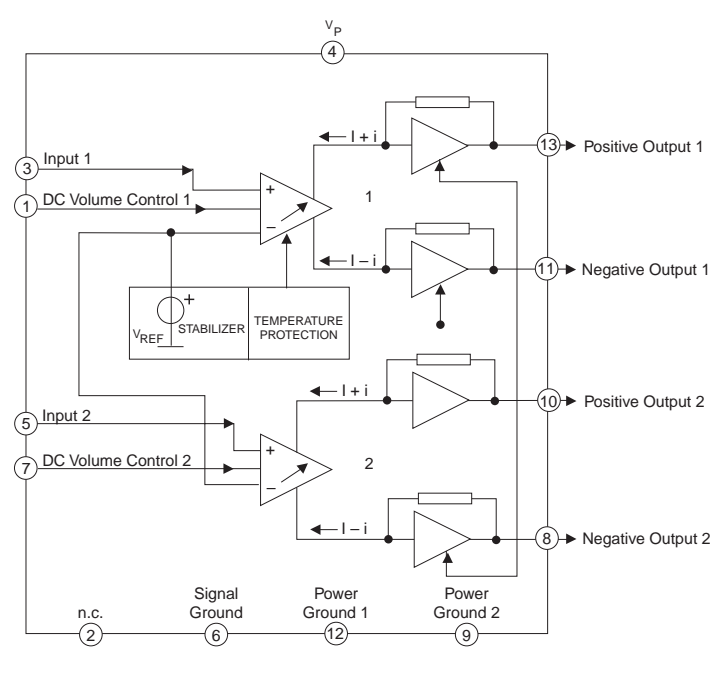 VP
4
I + i
13 Positive Output 1
3 Input 1
+
1 DC Volume Control 1
1
–
I – i
11 Negative Output 1
+
VREF STABILIZER
TEMPERATURE
PROTECTION
I + i
10 Positive Output 2
5 Input 2
+
7 DC Volume Control 2
2
–
I – i
8 Negative Output 2
n.c.
2
Signal
Ground
6
Power
Ground 1
12
Power
Ground 2
9